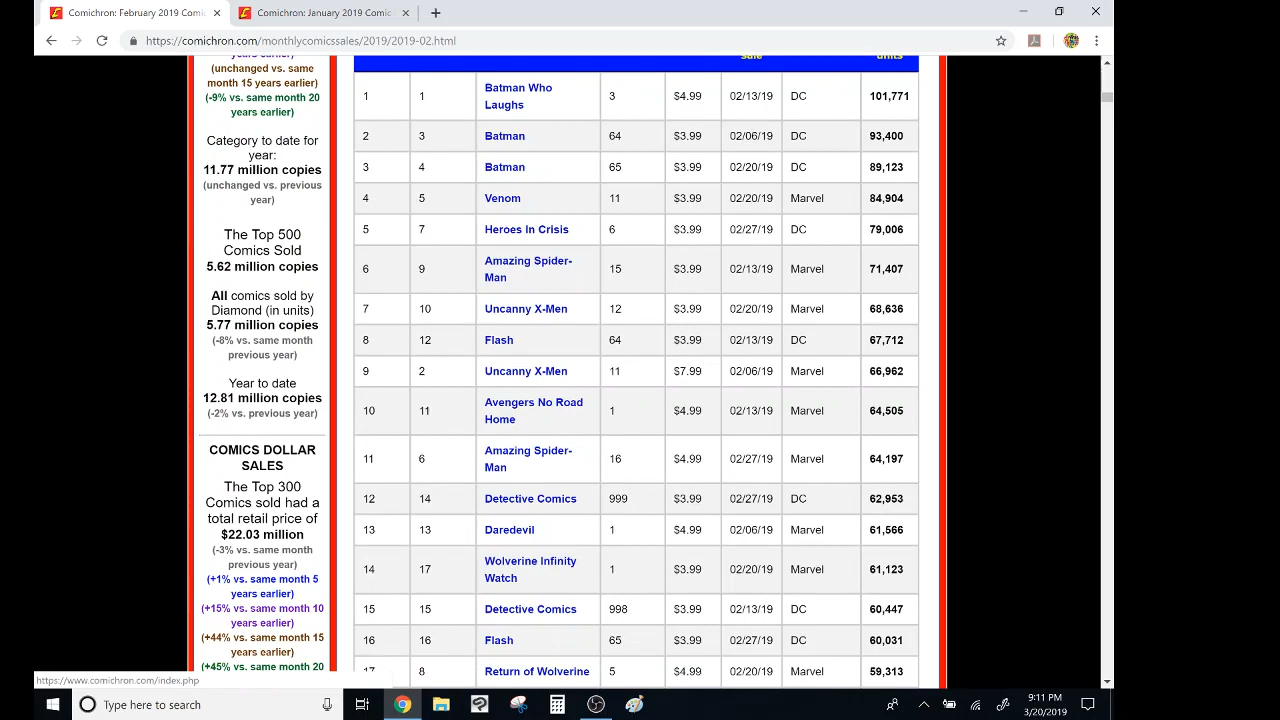 Comichron: February 2019 Comic
Comichron: January 2019 Comic
https://comichron.com/monthlycomicssales/2019/2019-02.html
years earlier)
(unchanged vs. same
month 15 years earlier)
(-9% vs. same month 20
years earlier)
Category to date for
year:
11.77 million copies
(unchanged vs. previous
year)
The Top 500
Comics Sold
5.62 million copies
All comics sold by
Diamond (in units)
5.77 million copies
(-8% vs. same month
previous year)
Year to date
12.81 million copies
(-2% vs. previous year)
COMICS DOLLAR
SALES
The Top 300
Comics sold had a
total retail price of
$22.03 million
(-3% vs. same month
previous year)
(+1% vs. same month 5
years earlier)
(+15% vs. same month 10
years earlier)
(+44% vs. same month 15
years earlier)
(+45% vs. same month 20
sale units
1 1 Batman Who Laughs 3 $4.99 02/13/19 DC 101,771
2 3 Batman 64 $3.99 02/06/19 DC 93,400
3 4 Batman 65 $3.99 02/20/19 DC 89,123
4 5 Venom 11 $3.99 02/20/19 Marvel 84,904
5 7 Heroes In Crisis 6 $3.99 02/27/19 DC 79,006
6 9 Amazing Spider-Man 15 $3.99 02/13/19 Marvel 71,407
7 10 Uncanny X-Men 12 $3.99 02/20/19 Marvel 68,636
8 12 Flash 64 $3.99 02/13/19 DC 67,712
9 2 Uncanny X-Men 11 $7.99 02/06/19 Marvel 66,962
10 11 Avengers No Road Home 1 $4.99 02/13/19 Marvel 64,505
11 6 Amazing Spider-Man 16 $4.99 02/27/19 Marvel 64,197
12 14 Detective Comics 999 $3.99 02/27/19 DC 62,953
13 13 Daredevil 1 $4.99 02/06/19 Marvel 61,566
14 17 Wolverine Infinity Watch 1 $3.99 02/20/19 Marvel 61,123
15 15 Detective Comics 998 $3.99 02/13/19 DC 60,447
16 16 Flash 65 $3.99 02/27/19 DC 60,031
17 8 Return of Wolverine 5 $4.99 02/20/19 Marvel 59,313
https://www.comichron.com/index.php
Type here to search
9:11 PM
3/20/2019